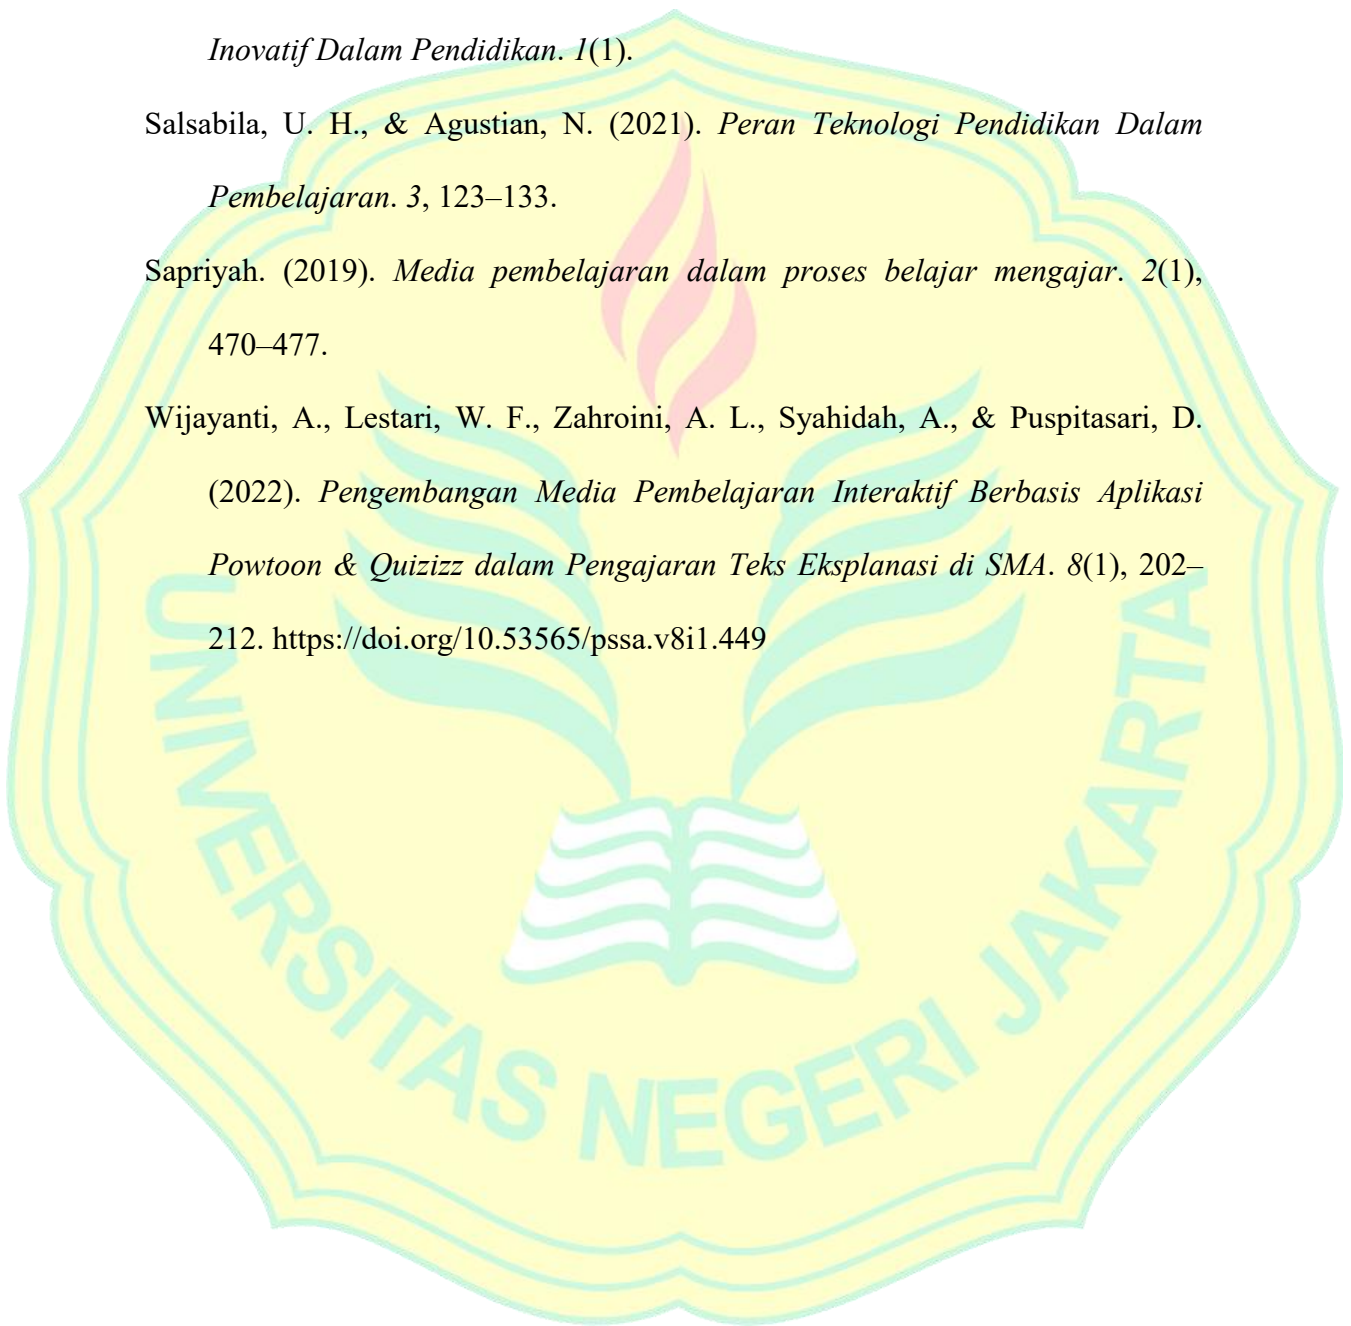 Inovatif Dalam Pendidikan. 1(1).
Salsabila, U. H., & Agustian, N. (2021). Peran Teknologi Pendidikan Dalam
Pembelajaran. 3, 123–133.
Sapriyah. (2019). Media pembelajaran dalam proses belajar mengajar. 2(1),
470–477.
Wijayanti, A., Lestari, W. F., Zahroini, A. L., Syahidah, A., & Puspitasari, D.
(2022). Pengembangan Media Pembelajaran Interaktif Berbasis Aplikasi
Powtoon & Quizizz dalam Pengajaran Teks Eksplanasi di SMA. 8(1), 202–
212. https://doi.org/10.53565/pssa.v8i1.449
UNIVERSITAS NEGERI JAKARTA